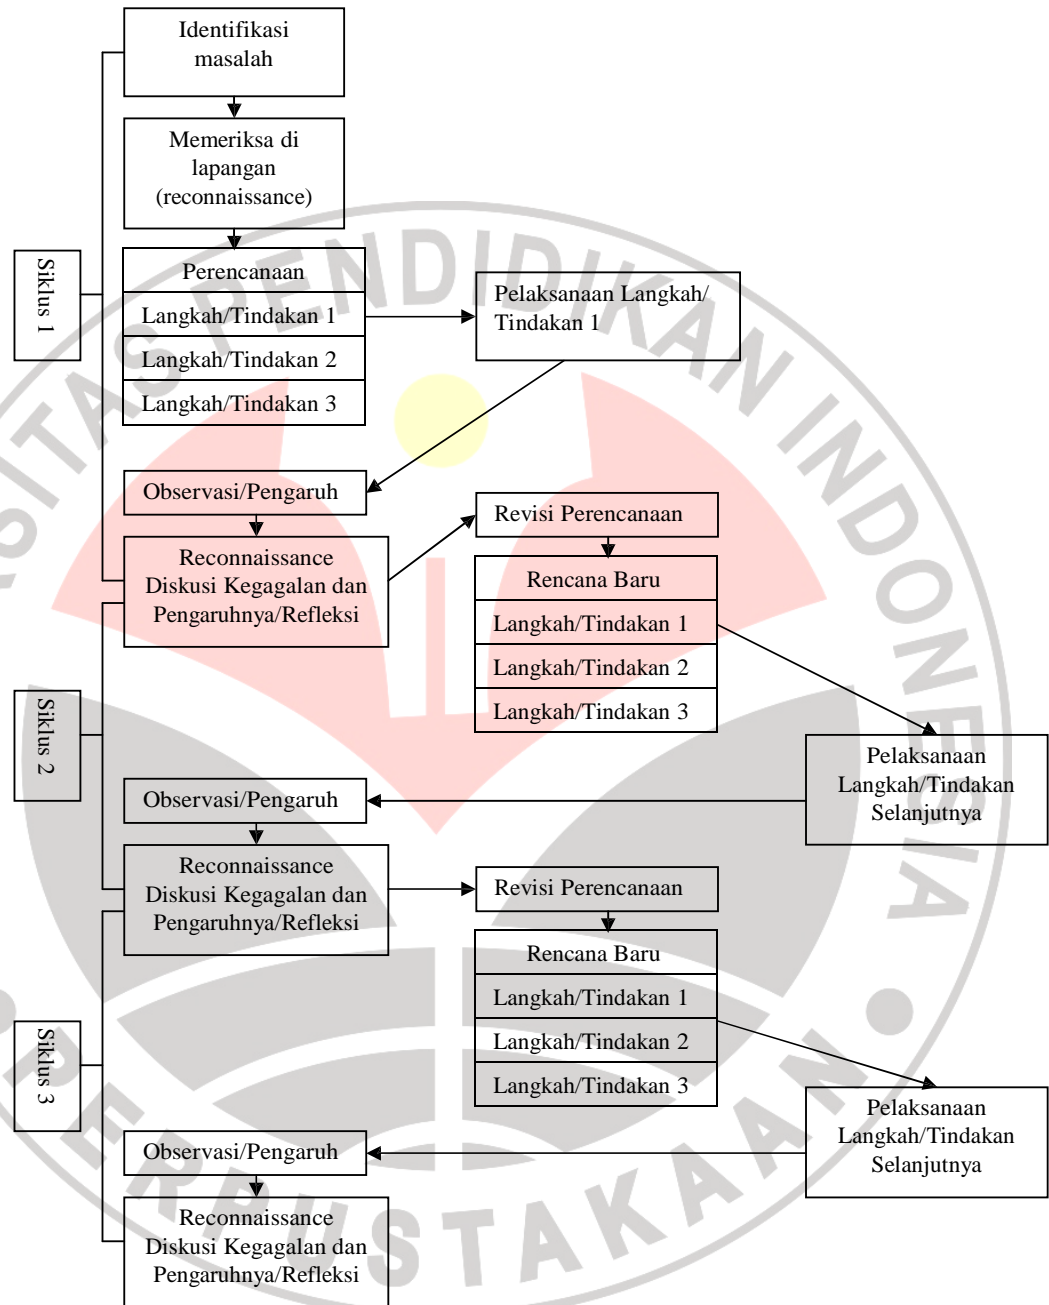 Identifikasi
masalah
Memeriksa di
lapangan
(reconnaissance)
Siklus 1
Perencanaan
Langkah/Tindakan 1
Langkah/Tindakan 2
Langkah/Tindakan 3
Pelaksanaan Langkah/
Tindakan 1
Observasi/Pengaruh
Reconnaissance
Diskusi Kegagalan dan
Pengaruhnya/Refleksi
Revisi Perencanaan
Rencana Baru
Langkah/Tindakan 1
Langkah/Tindakan 2
Langkah/Tindakan 3
Siklus 2
Pelaksanaan
Langkah/Tindakan
Selanjutnya
Observasi/Pengaruh
Reconnaissance
Diskusi Kegagalan dan
Pengaruhnya/Refleksi
Revisi Perencanaan
Rencana Baru
Langkah/Tindakan 1
Langkah/Tindakan 2
Langkah/Tindakan 3
Siklus 3
Pelaksanaan
Langkah/Tindakan
Selanjutnya
Observasi/Pengaruh
Reconnaissance
Diskusi Kegagalan dan
Pengaruhnya/Refleksi
PENDIDIKAN INDONESIA
PERPUSTAKAAN